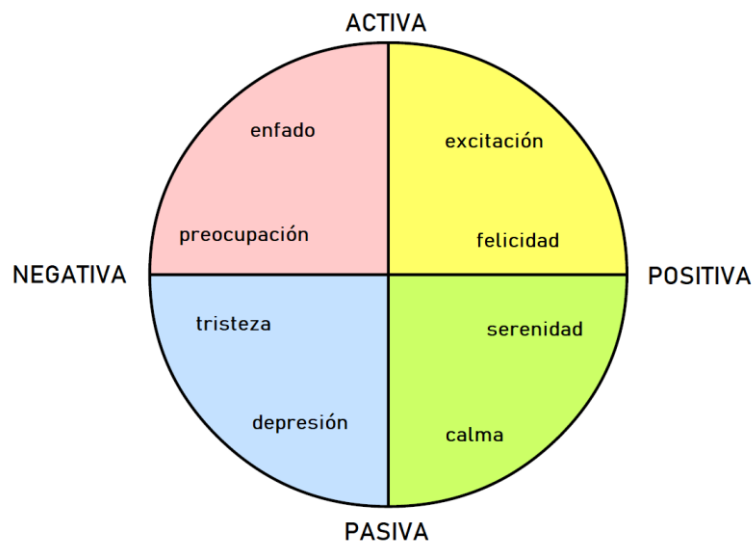 ACTIVA
enfado
excitación
preocupación
felicidad
NEGATIVA
POSITIVA
tristeza
serenidad
depresión
calma
PASIVA